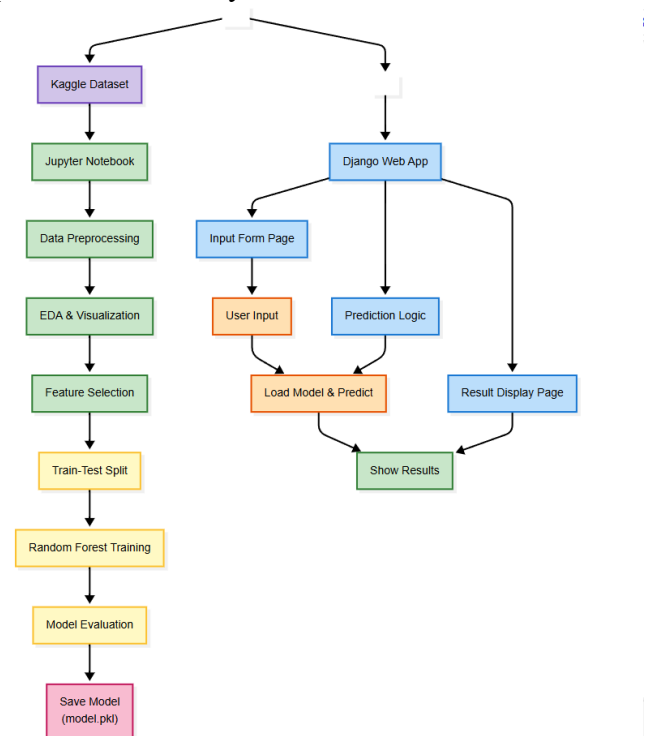 Kaggle Dataset
Jupyter Notebook
Django Web App
Data Preprocessing
Input Form Page
EDA & Visualization
User Input
Prediction Logic
Feature Selection
Load Model & Predict
Result Display Page
Train-Test Split
Show Results
Random Forest Training
Model Evaluation
Save Model
(model.pkl)